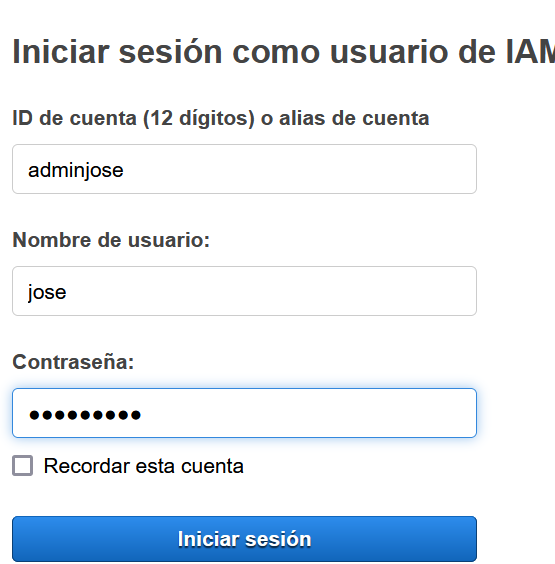 Iniciar sesión como usuario de IAM
ID de cuenta (12 dígitos) o alias de cuenta
adminjose
Nombre de usuario:
jose
Contraseña:
●●●●●●●●●
Recordar esta cuenta
Iniciar sesión